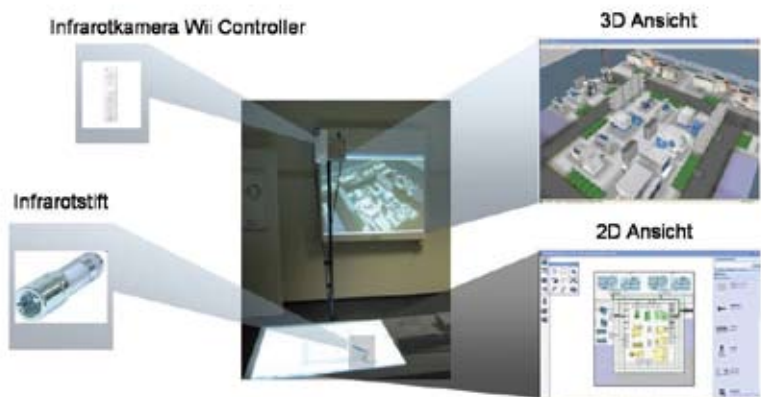 Infrarotkamera Wii Controller
3D Ansicht
Infrarotstift
2D Ansicht